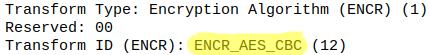 Transform Type: Encryption Algorithm (ENCR) (1)
Reserved: 00
Transform ID (ENCR): ENCR_AES_CBC (12)